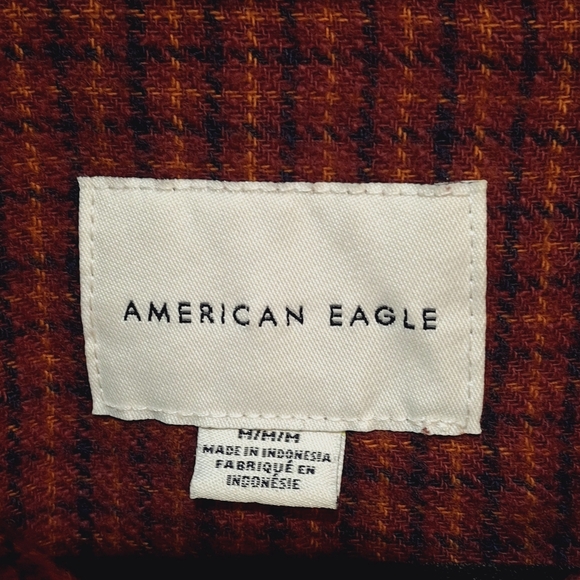 AMERICAN EAGLE
M/M/M
MADE IN INDONESIA
FABRIQUÉ EN
INDONÉSIE